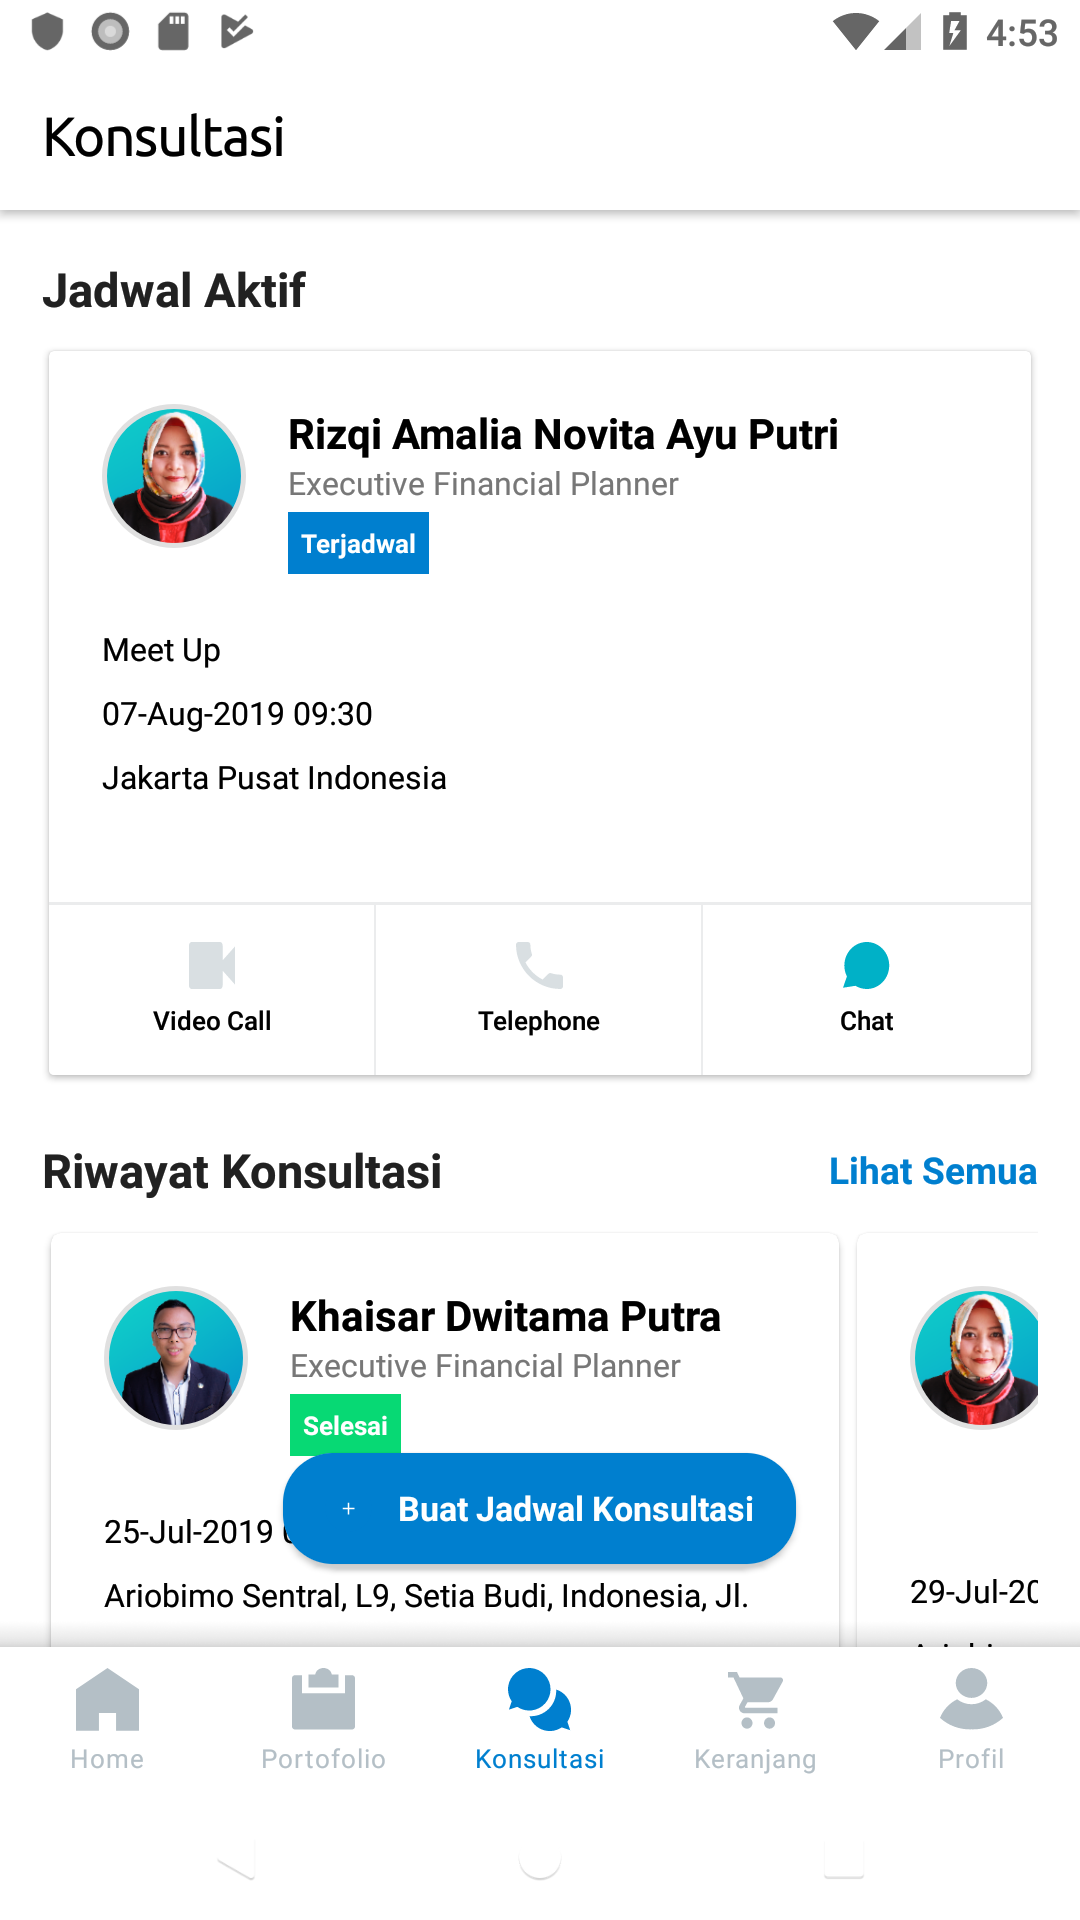 4:53
Konsultasi
Jadwal Aktif
Rizqi Amalia Novita Ayu Putri
Executive Financial Planner
Terjadwal
Meet Up
07-Aug-2019 09:30
Jakarta Pusat Indonesia
Video Call
Telephone
Chat
Riwayat Konsultasi
Lihat Semua
Khaisar Dwitama Putra
Executive Financial Planner
Selesai
+ Buat Jadwal Konsultasi
25-Jul-2019
Ariobimo Sentral, L9, Setia Budi, Indonesia, Jl.
29-Jul-20
Home
Portofolio
Konsultasi
Keranjang
Profil